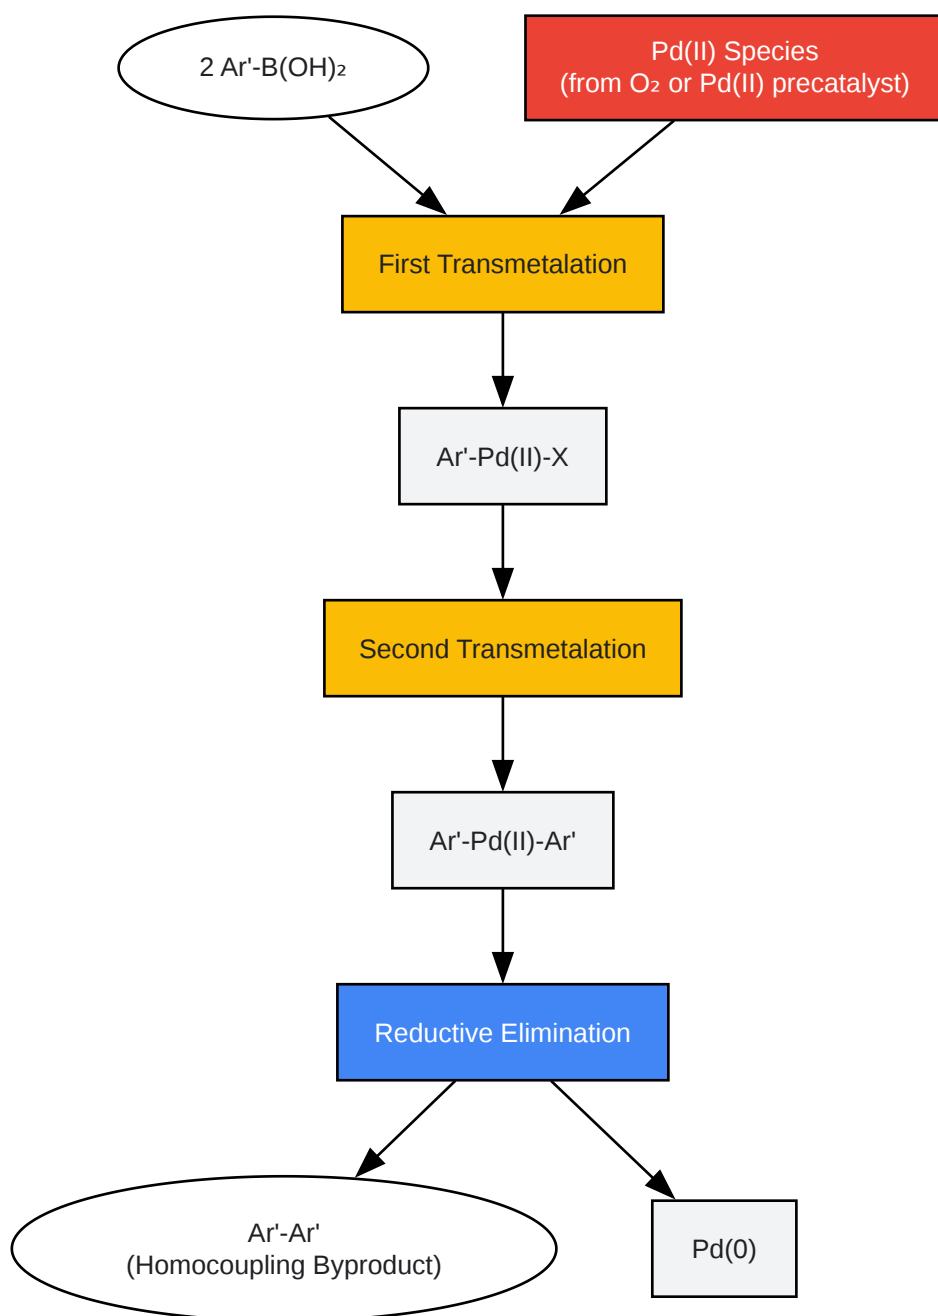 2 Ar'-B(OH)₂
Pd(II) Species
(from O₂ or Pd(II) precatalyst)
First Transmetalation
Ar'-Pd(II)-X
Second Transmetalation
Ar'-Pd(II)-Ar'
Reductive Elimination
Ar'-Ar'
(Homocoupling Byproduct)
Pd(0)